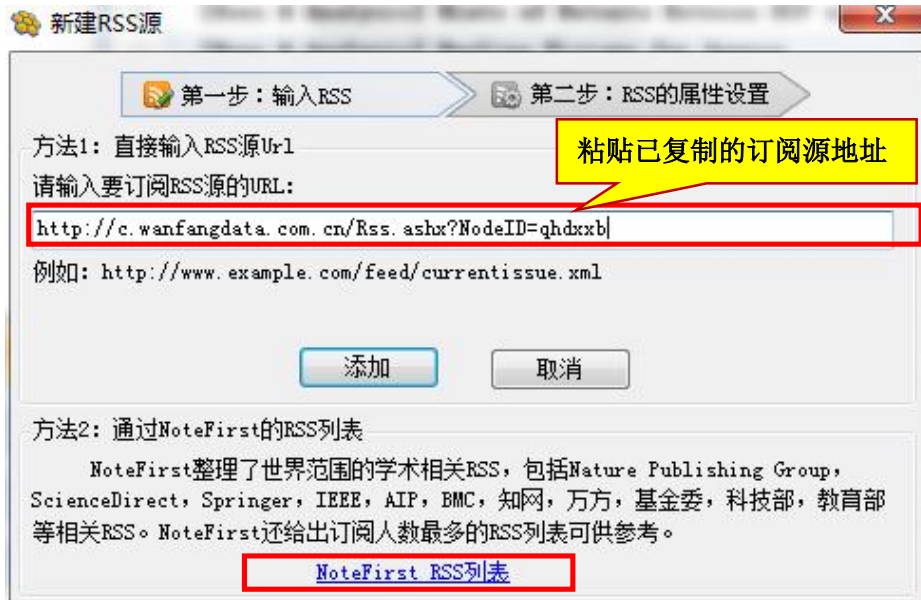 新建RSS源
第一步：输入RSS
第二步：RSS的属性设置
方法1：直接输入RSS源Url
粘贴已复制的订阅源地址
请输入要订阅RSS源的URL：
http://c.wanfangdata.com.cn/Rss.ashx?NodeID=qhdxxb
例如：http://www.example.com/feed/currentissue.xml
添加
取消
方法2：通过NoteFirst的RSS列表
NoteFirst整理了世界范围的学术相关RSS，包括Nature Publishing Group，
ScienceDirect，Springer，IEEE，AIP，BMC，知网，万方，基金委，科技部，教育部
等相关RSS。NoteFirst还给出订阅人数最多的RSS列表可供参考。
NoteFirst RSS列表